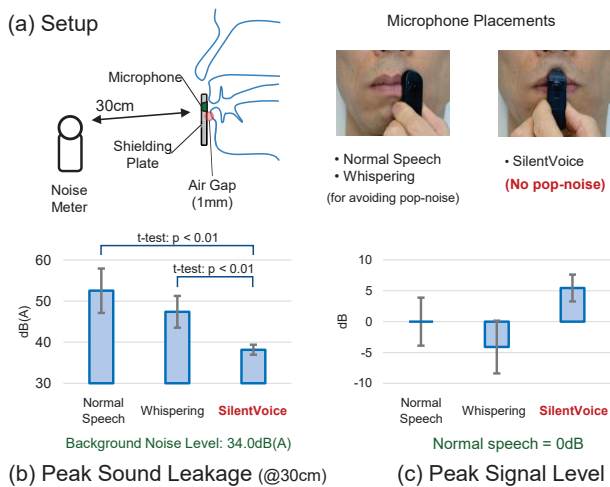 (a) Setup
Microphone
30cm
Shielding
Plate
Noise
Meter
Air Gap
(1mm)
Microphone Placements
• Normal Speech
• Whispering
(for avoiding pop-noise)
• SilentVoice
(No pop-noise)
t-test: p < 0.01
t-test: p < 0.01
60
50
40
30
dB(A)
Normal
Speech
Whispering
SilentVoice
Background Noise Level: 34.0dB(A)
(b) Peak Sound Leakage (@30cm)
10
5
0
-5
-10
dB
Normal
Speech
Whispering
SilentVoice
Normal speech = 0dB
(c) Peak Signal Level